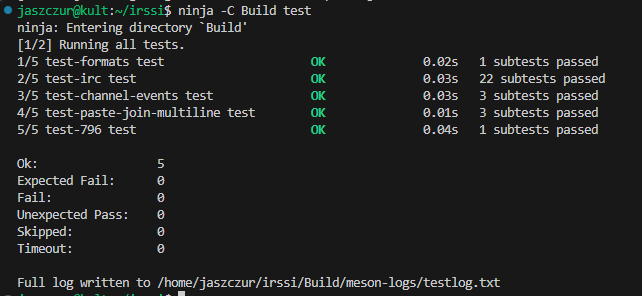 jaszczur@kult:~/irssi$ ninja -C Build test
ninja: Entering directory `Build'
[1/2] Running all tests.
1/5 test-formats test OK 0.02s 1 subtests passed
2/5 test-irc test OK 0.03s 22 subtests passed
3/5 test-channel-events test OK 0.03s 3 subtests passed
4/5 test-paste-join-multiline test OK 0.01s 3 subtests passed
5/5 test-796 test OK 0.04s 1 subtests passed
Ok: 5
Expected Fail: 0
Fail: 0
Unexpected Pass: 0
Skipped: 0
Timeout: 0
Full log written to /home/jaszczur/irssi/Build/meson-logs/testlog.txt
jaszczur@kult:~/irssi$